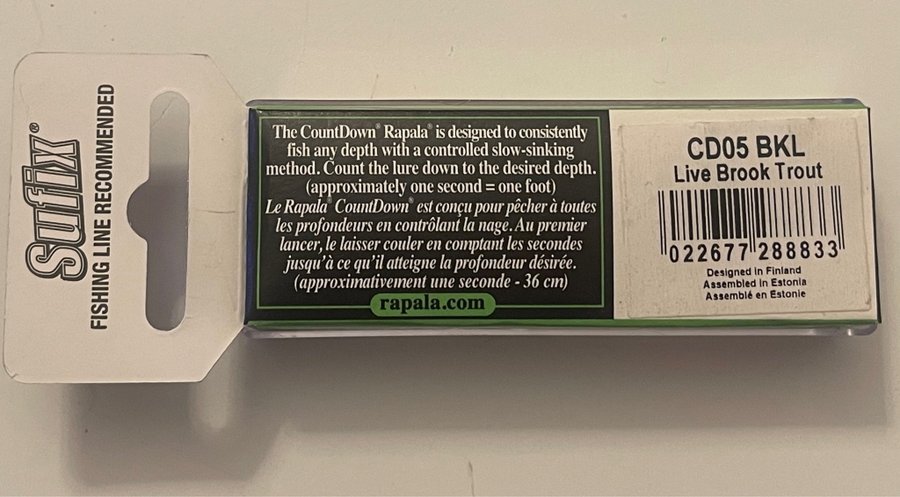 Sufix®
FISHING LINE RECOMMENDED
The CountDown® Rapala® is designed to consistently
fish any depth with a controlled slow-sinking
method. Count the lure down to the desired depth.
(approximately one second = one foot)
Le Rapala® CountDown® est conçu pour pêcher à toutes
les profondeurs en contrôlant la nage. Au premier
lancer, le laisser couler en comptant les secondes
jusqu'à ce qu'il atteigne la profondeur désirée.
(approximativement une seconde - 36 cm)
rapala.com
CD05 BKL
Live Brook Trout
022677 288833
Designed in Finland
Assembled in Estonia
Assemblé en Estonie